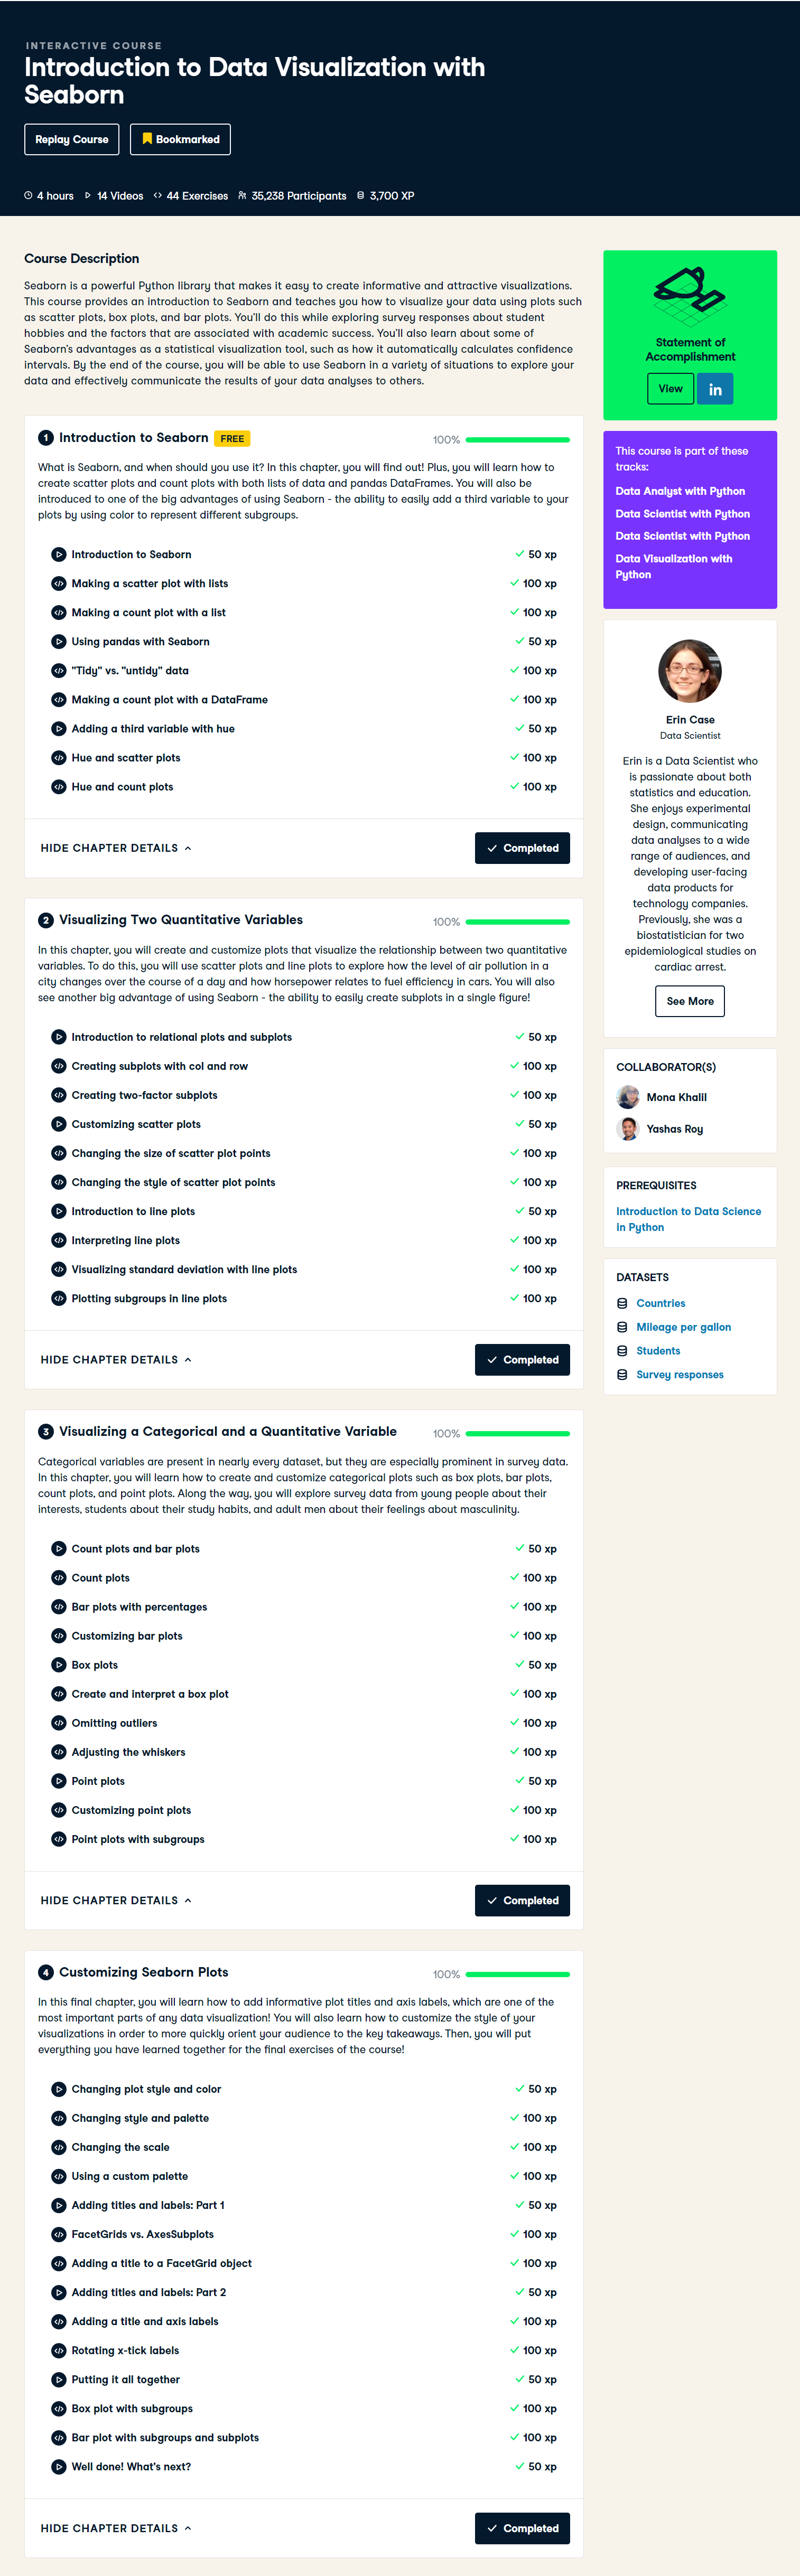 INTERACTIVE COURSE
Introduction to Data Visualization with
Seaborn
Replay Course
Bookmarked
4 hours 14 Videos 44 Exercises 35,238 Participants 3,700 XP
Course Description
Seaborn is a powerful Python library that makes it easy to create informative and attractive visualizations.
This course provides an introduction to Seaborn and teaches you how to visualize your data using plots such
as scatter plots, box plots, and bar plots. You'll do this while exploring survey responses about student
hobbies and the factors that are associated with academic success. You'll also learn about some of
Seaborn's advantages as a statistical visualization tool, such as how it automatically calculates confidence
intervals. By the end of the course, you will be able to use Seaborn in a variety of situations to explore your
data and effectively communicate the results of your data analyses to others.
1 Introduction to Seaborn FREE 100%
What is Seaborn, and when should you use it? In this chapter, you will find out! Plus, you will learn how to
create scatter plots and count plots with both lists of data and pandas DataFrames. You will also be
introduced to one of the big advantages of using Seaborn - the ability to easily add a third variable to your
plots by using color to represent different subgroups.
Introduction to Seaborn 50 xp
Making a scatter plot with lists 100 xp
Making a count plot with a list 100 xp
Using pandas with Seaborn 50 xp
"Tidy" vs. "untidy" data 100 xp
Making a count plot with a DataFrame 100 xp
Adding a third variable with hue 50 xp
Hue and scatter plots 100 xp
Hue and count plots 100 xp
HIDE CHAPTER DETAILS Completed
2 Visualizing Two Quantitative Variables 100%
In this chapter, you will create and customize plots that visualize the relationship between two quantitative
variables. To do this, you will use scatter plots and line plots to explore how the level of air pollution in a
city changes over the course of a day and how horsepower relates to fuel efficiency in cars. You will also
see another big advantage of using Seaborn - the ability to easily create subplots in a single figure!
Introduction to relational plots and subplots 50 xp
Creating subplots with col and row 100 xp
Creating two-factor subplots 100 xp
Customizing scatter plots 50 xp
Changing the size of scatter plot points 100 xp
Changing the style of scatter plot points 100 xp
Introduction to line plots 50 xp
Interpreting line plots 100 xp
Visualizing standard deviation with line plots 100 xp
Plotting subgroups in line plots 100 xp
HIDE CHAPTER DETAILS Completed
3 Visualizing a Categorical and a Quantitative Variable 100%
Categorical variables are present in nearly every dataset, but they are especially prominent in survey data.
In this chapter, you will learn how to create and customize categorical plots such as box plots, bar plots,
count plots, and point plots. Along the way, you will explore survey data from young people about their
interests, students about their study habits, and adult men about their feelings about masculinity.
Count plots and bar plots 50 xp
Count plots 100 xp
Bar plots with percentages 100 xp
Customizing bar plots 100 xp
Box plots 50 xp
Create and interpret a box plot 100 xp
Omitting outliers 100 xp
Adjusting the whiskers 100 xp
Point plots 50 xp
Customizing point plots 100 xp
Point plots with subgroups 100 xp
HIDE CHAPTER DETAILS Completed
4 Customizing Seaborn Plots 100%
In this final chapter, you will learn how to add informative plot titles and axis labels, which are one of the
most important parts of any data visualization! You will also learn how to customize the style of your
visualizations in order to more quickly orient your audience to the key takeaways. Then, you will put
everything you have learned together for the final exercises of the course!
Changing plot style and color 50 xp
Changing style and palette 100 xp
Changing the scale 100 xp
Using a custom palette 100 xp
Adding titles and labels: Part 1 50 xp
FacetGrids vs. AxesSubplots 100 xp
Adding a title to a FacetGrid object 100 xp
Adding titles and labels: Part 2 50 xp
Adding a title and axis labels 100 xp
Rotating x-tick labels 100 xp
Putting it all together 50 xp
Box plot with subgroups 100 xp
Bar plot with subgroups and subplots 100 xp
Well done! What's next? 50 xp
HIDE CHAPTER DETAILS Completed
Statement of
Accomplishment
View
in
This course is part of these
tracks:
Data Analyst with Python
Data Scientist with Python
Data Scientist with Python
Data Visualization with
Python
Erin Case
Data Scientist
Erin is a Data Scientist who
is passionate about both
statistics and education.
She enjoys experimental
design, communicating
data analyses to a wide
range of audiences, and
developing user-facing
data products for
technology companies.
Previously, she was a
biostatistician for two
epidemiological studies on
cardiac arrest.
See More
COLLABORATOR(S)
Mona Khalil
Yashas Roy
PREREQUISITES
Introduction to Data Science
in Python
DATASETS
Countries
Mileage per gallon
Students
Survey responses